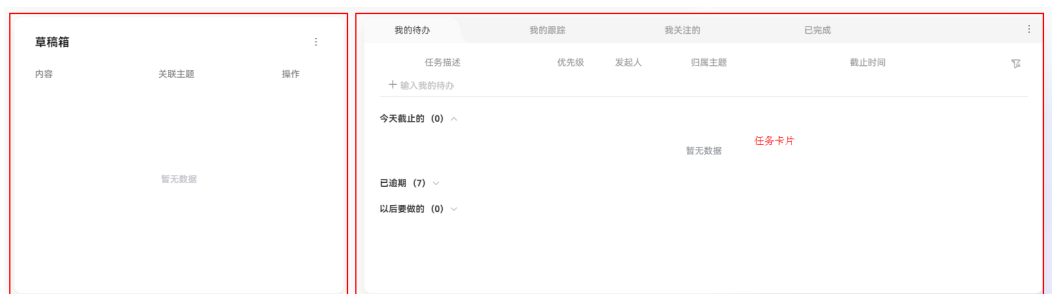 草稿箱
内容 关联主题 操作
暂无数据
我的待办 我的跟踪 我关注的 已完成
任务描述 优先级 发起人 归属主题 截止时间
输入我的待办
今天截止的 (0)
任务卡片
暂无数据
已逾期 (7)
以后要做的 (0)